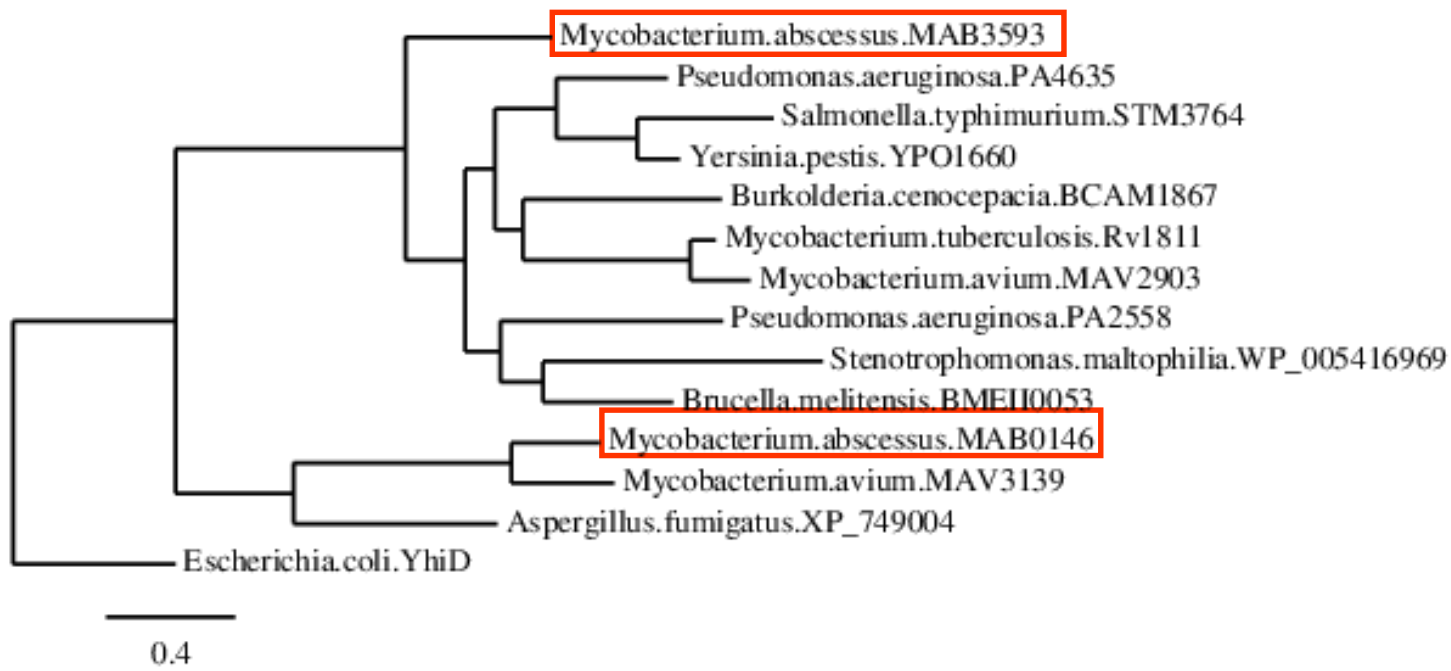 Mycobacterium.abscessus.MAB3593
Pseudomonas.aeruginosa.PA4635
Salmonella.typhimurium.STM3764
Yersinia.pestis.YPO1660
Burkolderia.cenocepacia.BCAM1867
Mycobacterium.tuberculosis.Rv1811
Mycobacterium.avium.MAV2903
Pseudomonas.aeruginosa.PA2558
Stenotrophomonas.maltophilia.WP_005416969
Brucella.melitensis.BMEII0053
Mycobacterium.abscessus.MAB0146
Mycobacterium.avium.MAV3139
Aspergillus.fumigatus.XP_749004
Escherichia.coli.YhiD
0.4